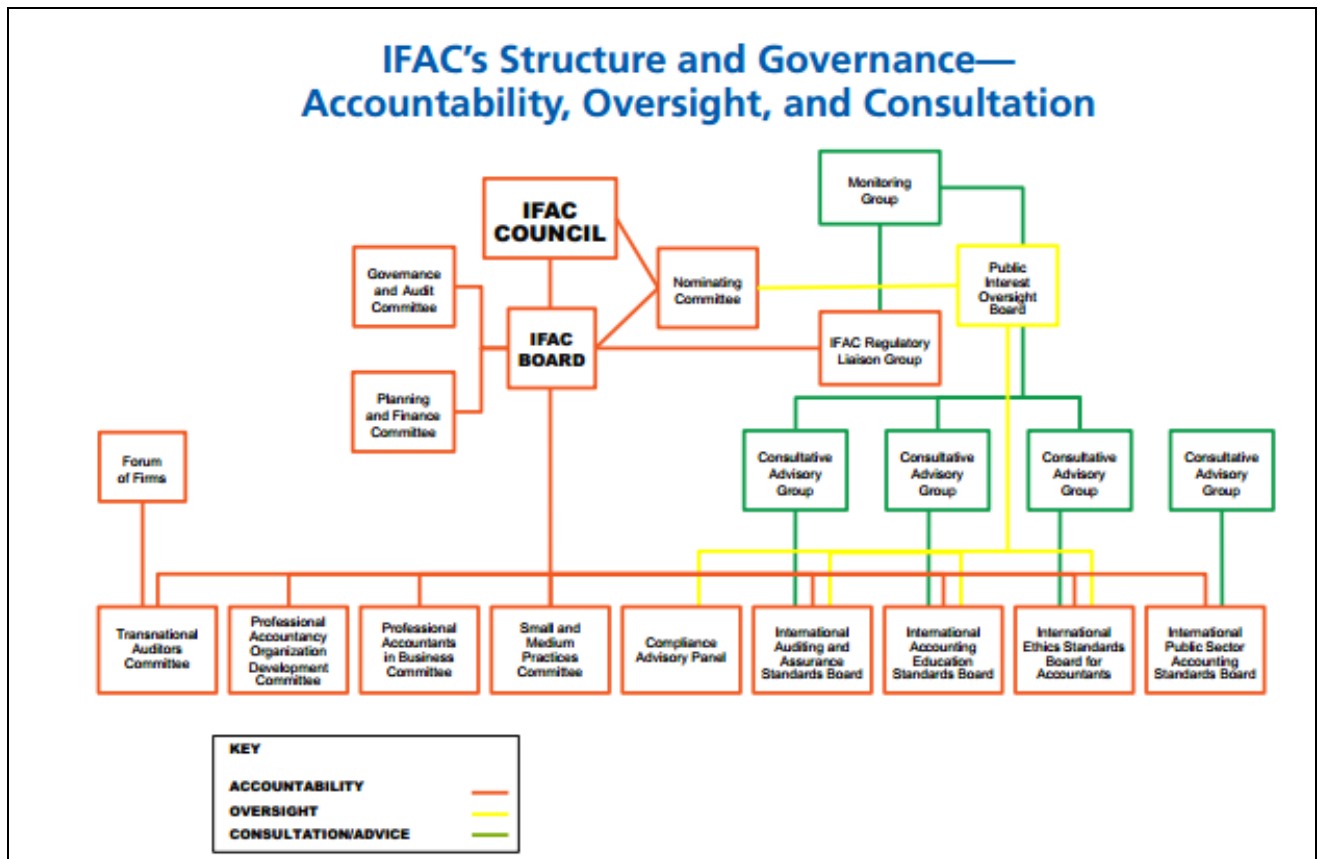 IFAC's Structure and Governance—
Accountability, Oversight, and Consultation
Monitoring
Group
IFAC
COUNCIL
Governance
and Audit
Committee
Nominating
Committee
Public
Interest
Oversight
Board
IFAC
BOARD
IFAC Regulatory
Liaison Group
Planning
and Finance
Committee
Forum
of Firms
Consultative
Advisory
Group
Consultative
Advisory
Group
Consultative
Advisory
Group
Consultative
Advisory
Group
Transnational
Auditors
Committee
Professional
Accountancy
Organization
Development
Committee
Professional
Accountants
in Business
Committee
Small and
Medium
Practices
Committee
Compliance
Advisory Panel
International
Auditing and
Assurance
Standards Board
International
Accounting
Education
Standards Board
International
Ethics Standards
Board for
Accountants
International
Public Sector
Accounting
Standards Board
KEY
ACCOUNTABILITY
OVERSIGHT
CONSULTATION/ADVICE